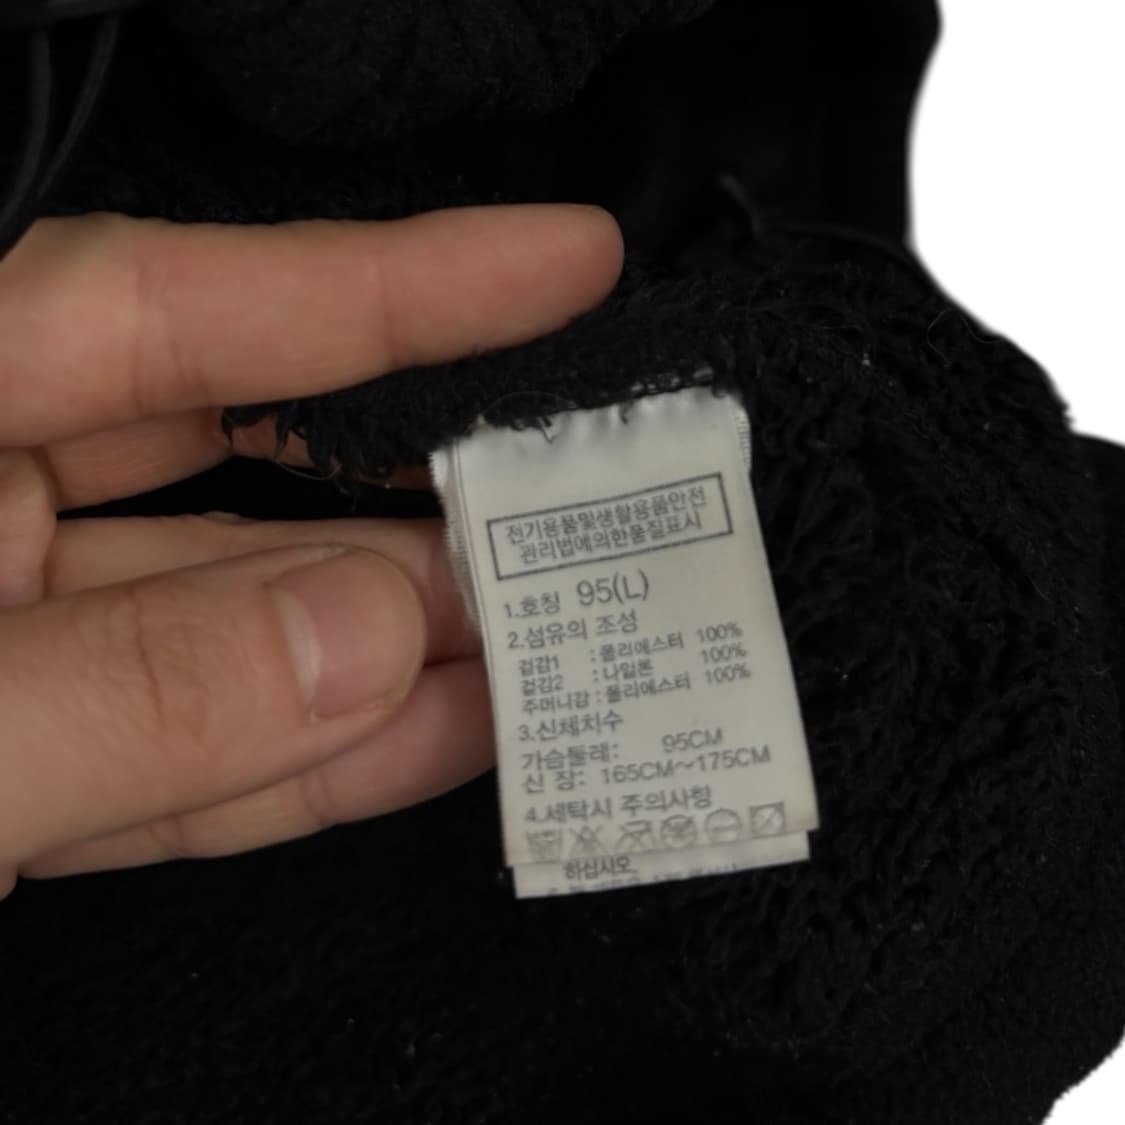 전기용품및생활용품안전
관리법에의한품질표시
1.호칭 95(L)
2.섬유의 조성
겉감1 : 폴리에스터 100%
겉감2 : 나일론 100%
주머니감 : 폴리에스터 100%
3.신체치수
가슴둘레: 95CM
신 장: 165CM~175CM
4.세탁시 주의사항
하십시오.